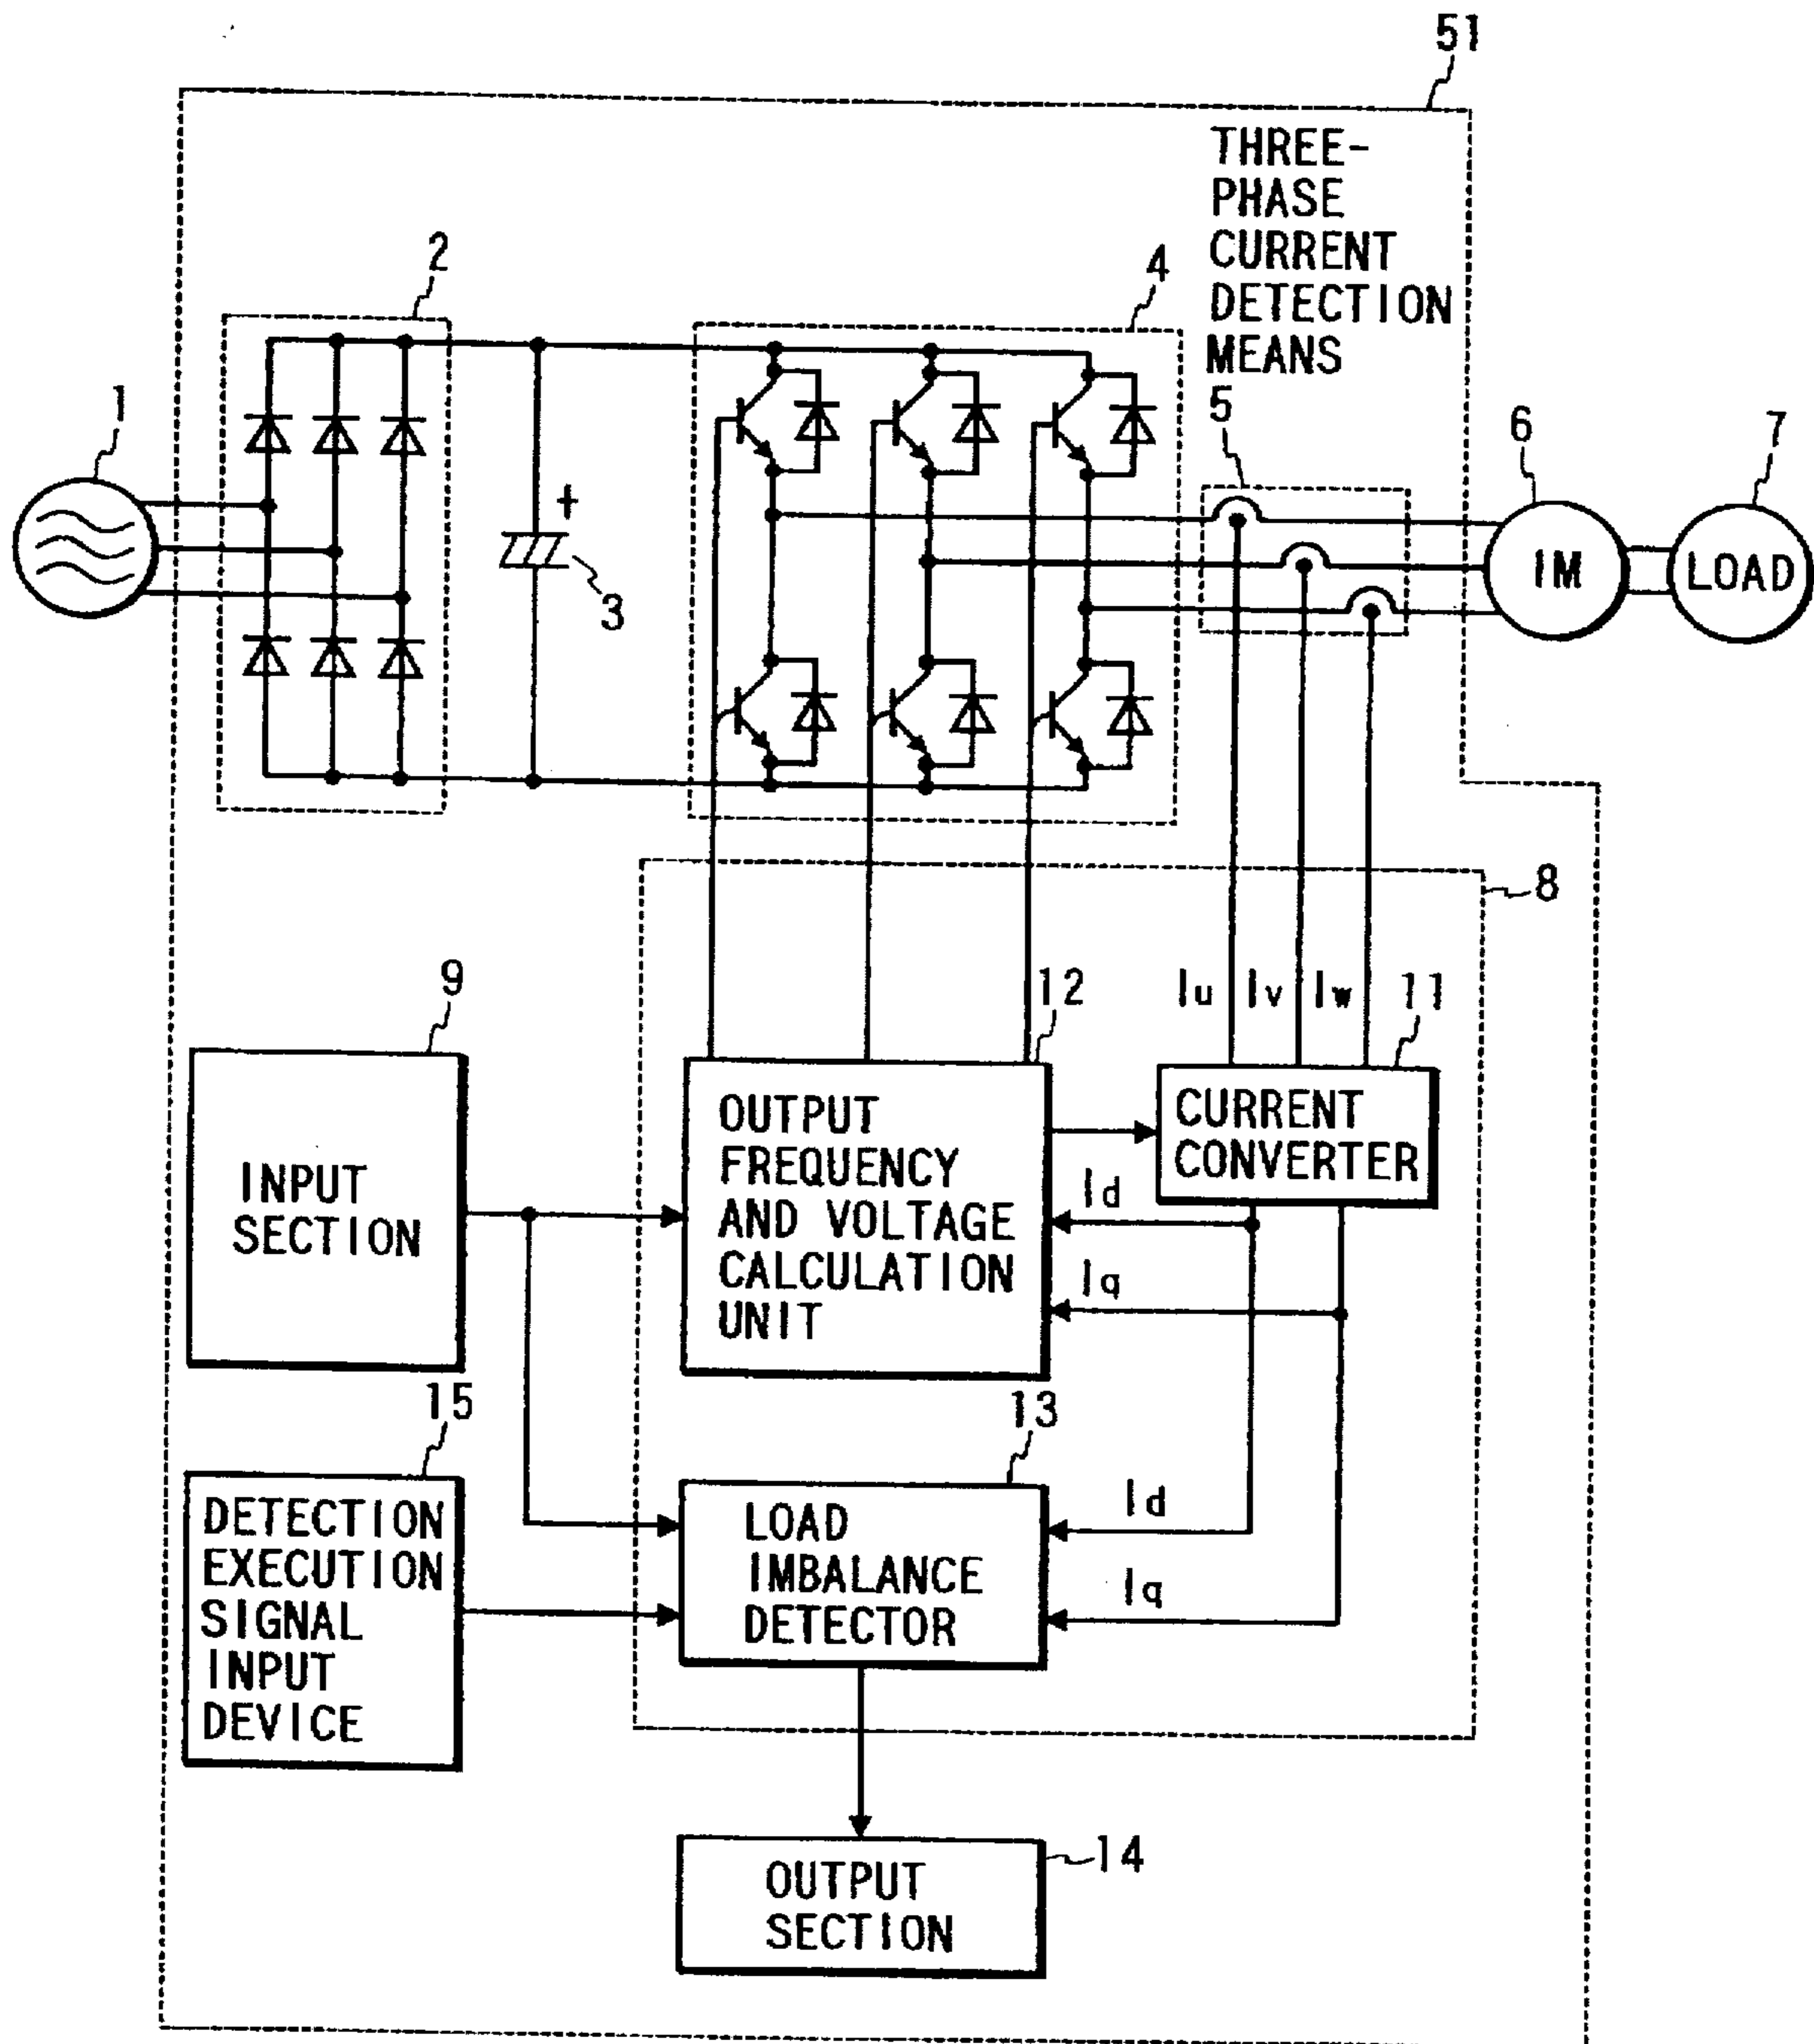 51
THREE-
PHASE
CURRENT
DETECTION
MEANS
2
4
1
5
6
7
+
3
IM
LOAD
8
9
12
Iu
Iv
Iw
11
INPUT
SECTION
OUTPUT
FREQUENCY
AND VOLTAGE
CALCULATION
UNIT
CURRENT
CONVERTER
Id
Iq
15
13
DETECTION
EXECUTION
SIGNAL
INPUT
DEVICE
LOAD
IMBALANCE
DETECTOR
Id
Iq
14
OUTPUT
SECTION